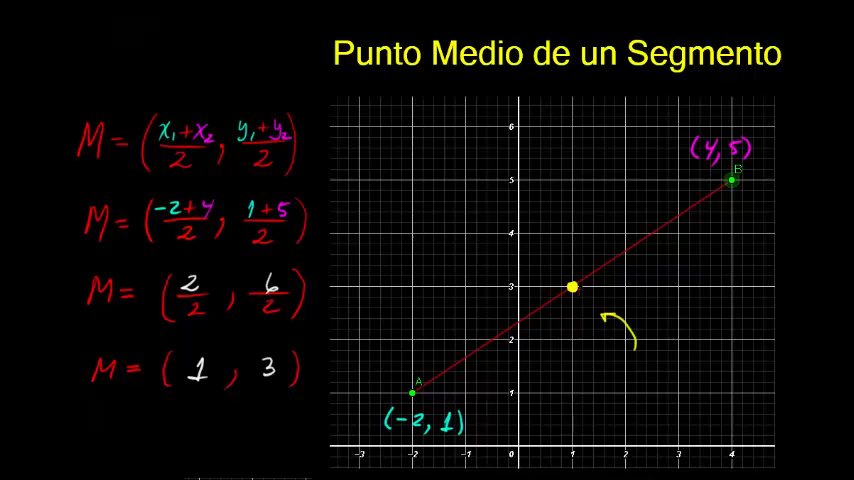 Punto Medio de un Segmento
M = (x₁+x₂/2, y₁+y₂/2)
M = (-2+4/2, 1+5/2)
M = (2/2, 6/2)
M = (1, 3)
6
(4,5)
B
5
4
3
2
A
1
(-2, 1)
-3 -2 -1 0 1 2 3 4